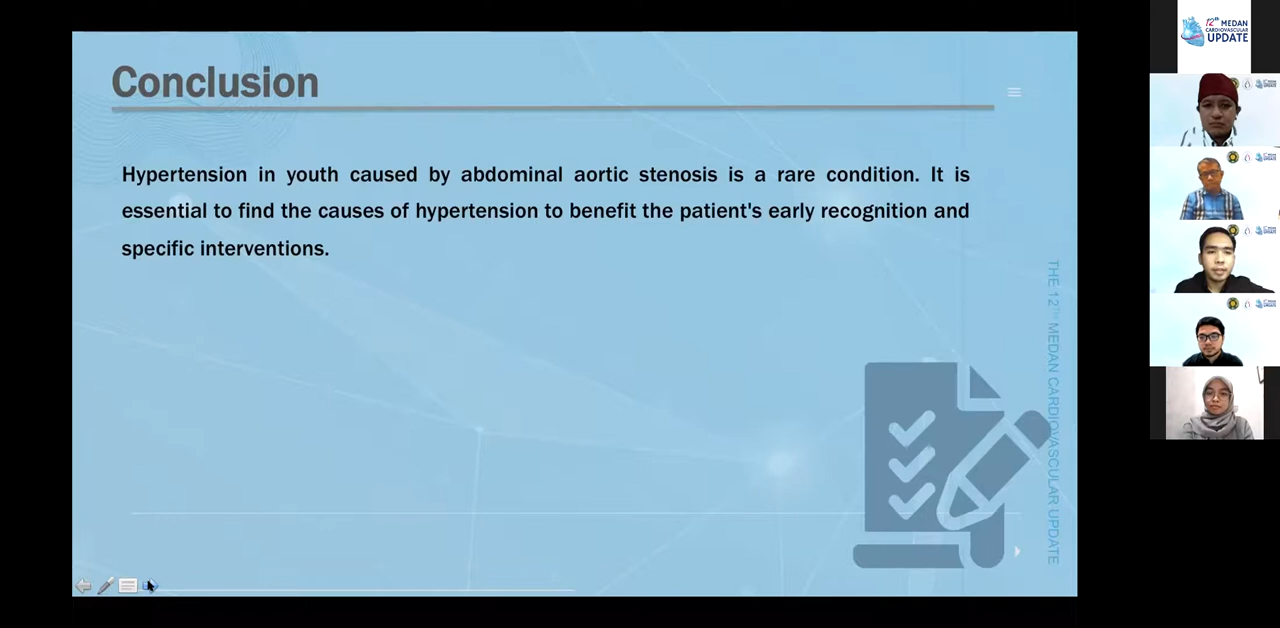 12th MEDAN
CARDIOVASCULAR
UPDATE
Conclusion
Hypertension in youth caused by abdominal aortic stenosis is a rare condition. It is
essential to find the causes of hypertension to benefit the patient's early recognition and
specific interventions.
THE 12TH MEDAN CARDIOVASCULAR UPDATE